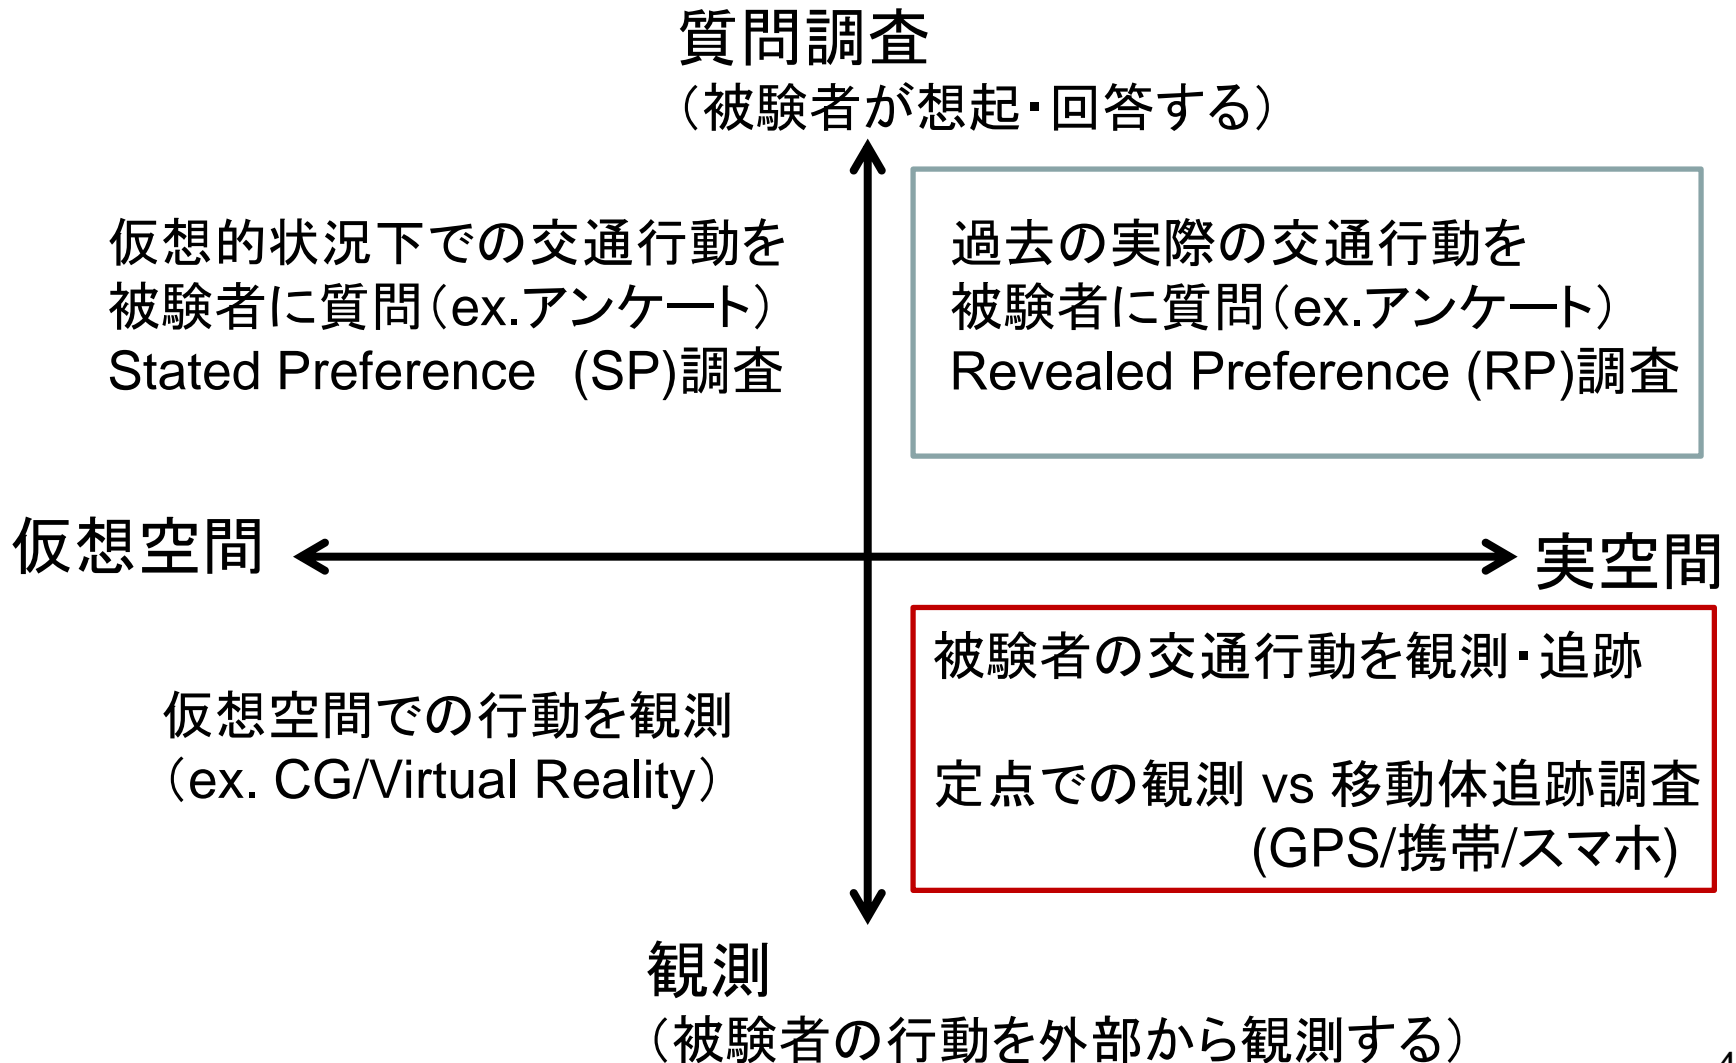 質問調査
（被験者が想起・回答する）
仮想的状況下での交通行動を
被験者に質問（ex.アンケート）
Stated Preference (SP)調査
過去の実際の交通行動を
被験者に質問（ex.アンケート）
Revealed Preference (RP)調査
仮想空間
実空間
仮想空間での行動を観測
（ex. CG/Virtual Reality）
被験者の交通行動を観測・追跡
定点での観測 vs 移動体追跡調査
(GPS/携帯/スマホ)
観測
（被験者の行動を外部から観測する）